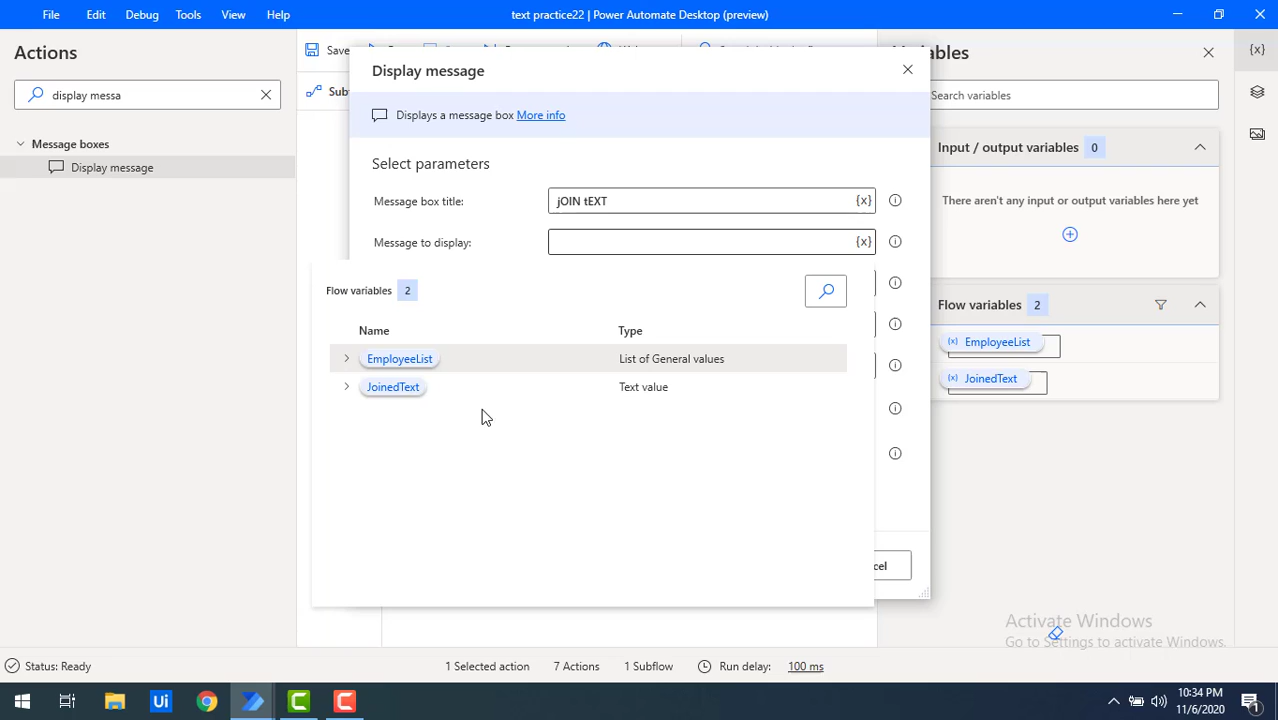 File Edit Debug Tools View Help text practice22 | Power Automate Desktop (preview)
Actions
display messa
Message boxes
Display message
Save
Sub
Display message
Displays a message box More info
Select parameters
Message box title: jOIN tEXT {x}
Message to display: {x}
Flow variables 2
Name Type
EmployeeList List of General values
JoinedText Text value
cel
ables {x}
Search variables
Input / output variables 0
There aren't any input or output variables here yet
Flow variables 2
(x) EmployeeList
(x) JoinedText
Activate Windows
Go to Settings to activate Windows.
Status: Ready 1 Selected action 7 Actions 1 Subflow Run delay: 100 ms
Ui C C 10:34 PM
11/6/2020 1